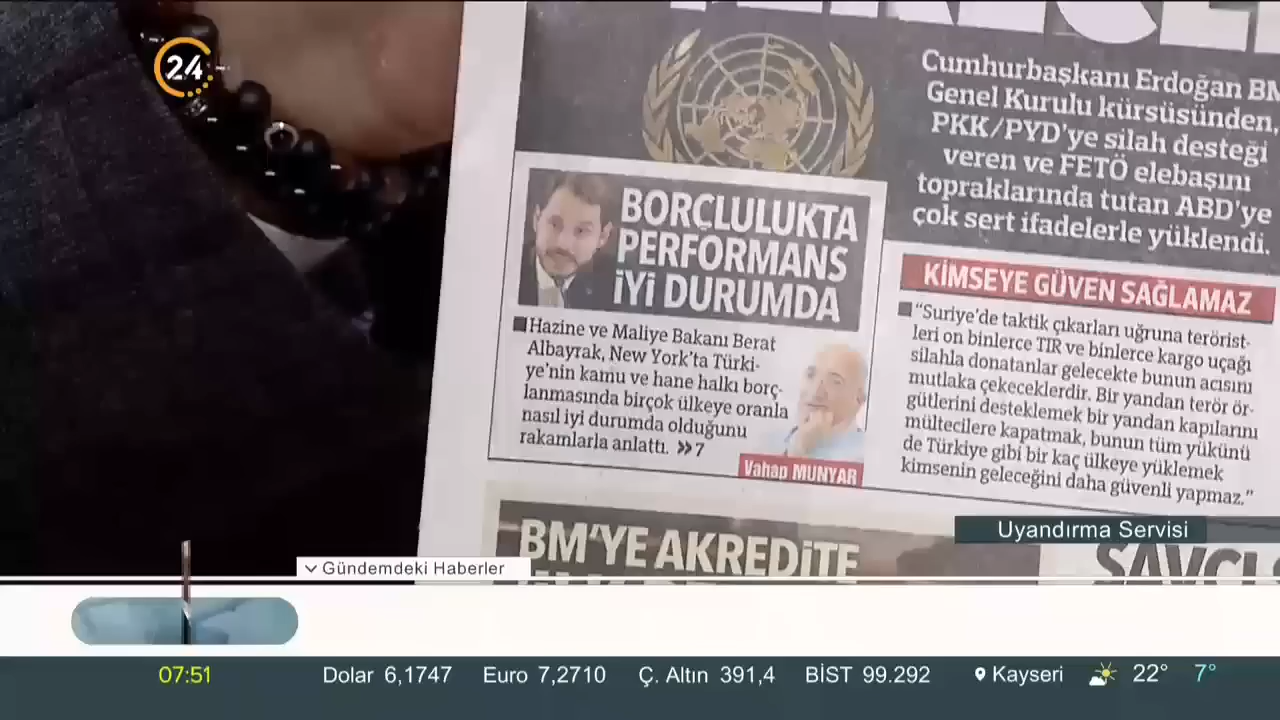 24
Cumhurbaşkanı Erdoğan BM
Genel Kurulu kürsüsünden,
PKK/PYD'ye silah desteği
veren ve FETÖ elebaşını
topraklarında tutan ABD'ye
çok sert ifadelerle yüklendi.
BORÇLULUKTA
PERFORMANS
İYİ DURUMDA
Hazine ve Maliye Bakanı Berat
Albayrak, New York'ta Türki-
ye'nin kamu ve hane halkı borç-
lanmasında birçok ülkeye oranla
nasıl iyi durumda olduğunu
rakamlarla anlattı. »7
Vahap MUNYAR
KİMSEYE GÜVEN SAĞLAMAZ
"Suriye'de taktik çıkarları uğruna terörist-
leri on binlerce TIR ve binlerce kargo uçağı
silahla donatanlar gelecekte bunun acısını
mutlaka çekeceklerdir. Bir yandan terör ör-
gütlerini desteklemek bir yandan kapılarını
mültecilere kapatmak, bunun tüm yükünü
de Türkiye gibi bir kaç ülkeye yüklemek
kimsenin geleceğini daha güvenli yapmaz."
BM'YE AKREDİTE
Uyandırma Servisi
Gündemdeki Haberler
07:51 Dolar 6,1747 Euro 7,2710 Ç. Altın 391,4 BİST 99.292 Kayseri 22° 7°